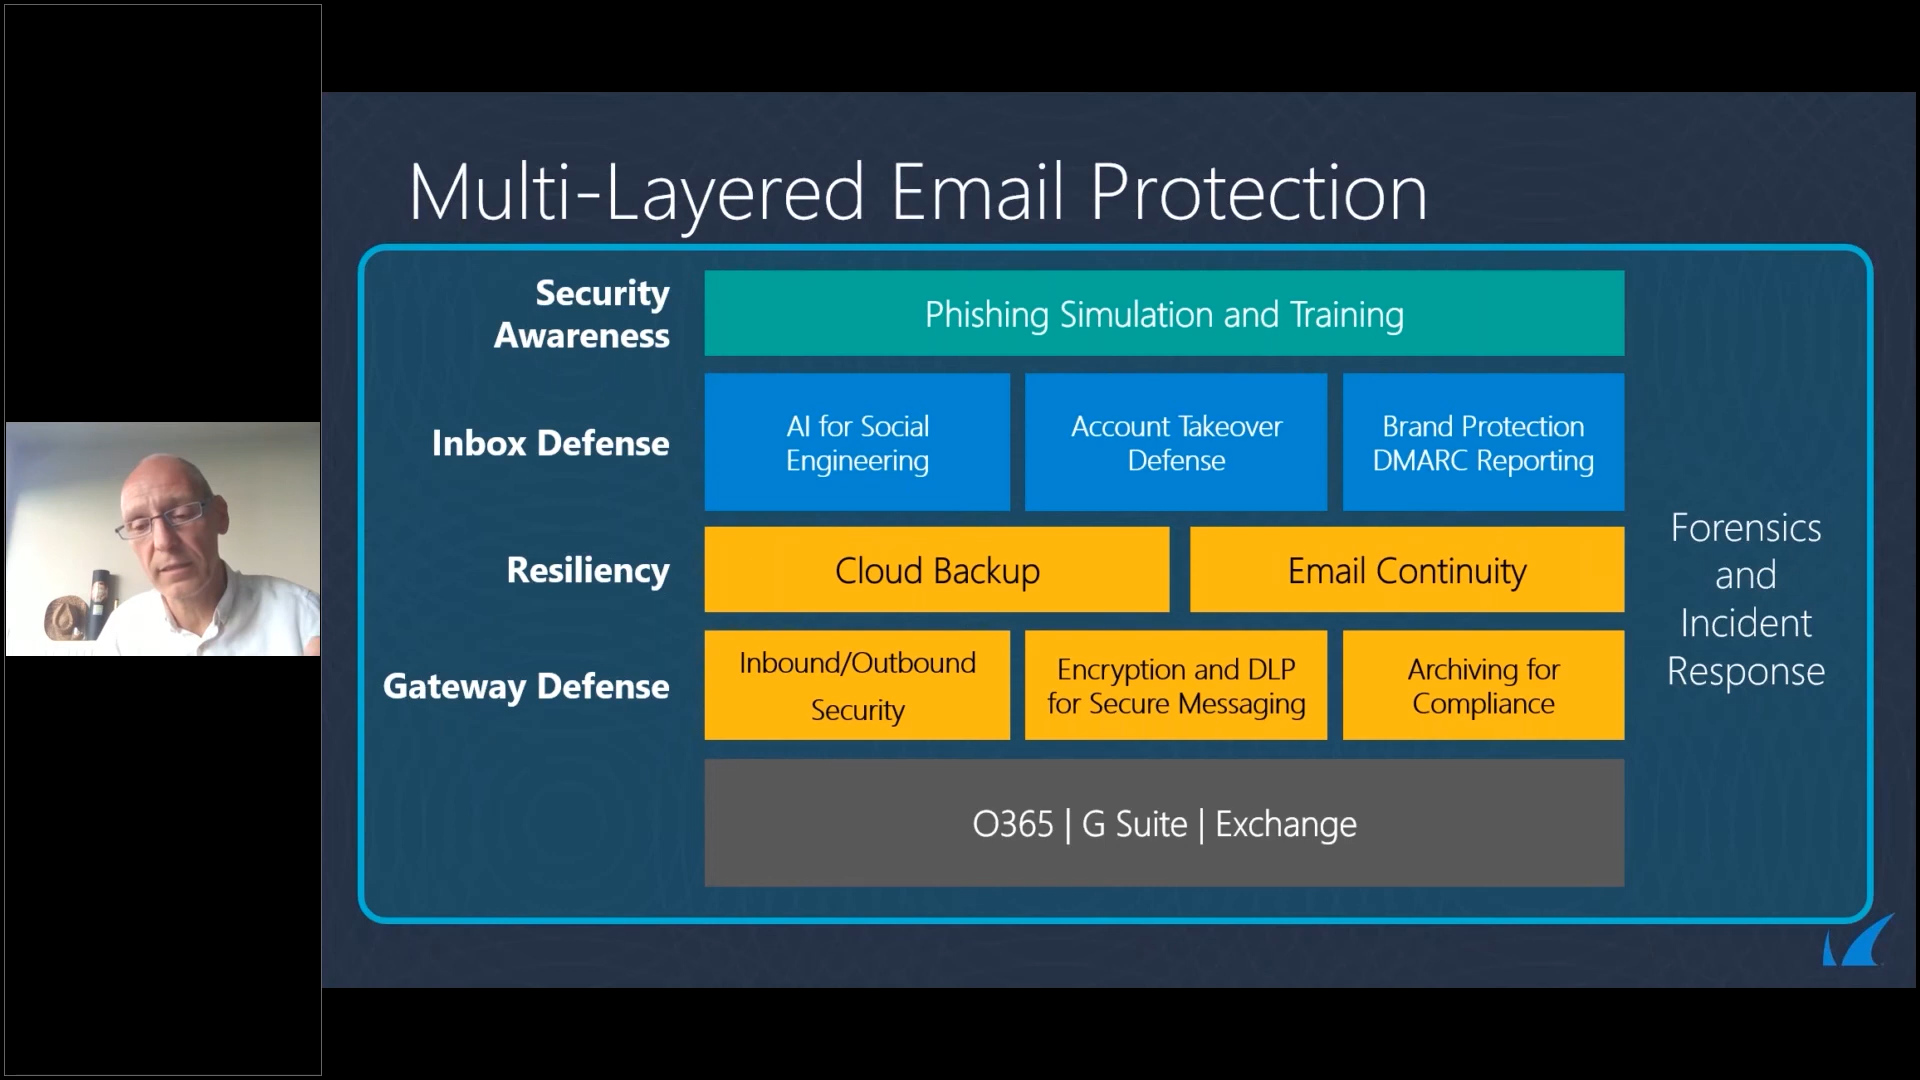 Multi-Layered Email Protection
Security
Awareness
Phishing Simulation and Training
Inbox Defense
AI for Social
Engineering
Account Takeover
Defense
Brand Protection
DMARC Reporting
Resiliency
Cloud Backup
Email Continuity
Gateway Defense
Inbound/Outbound
Security
Encryption and DLP
for Secure Messaging
Archiving for
Compliance
O365 | G Suite | Exchange
Forensics
and
Incident
Response